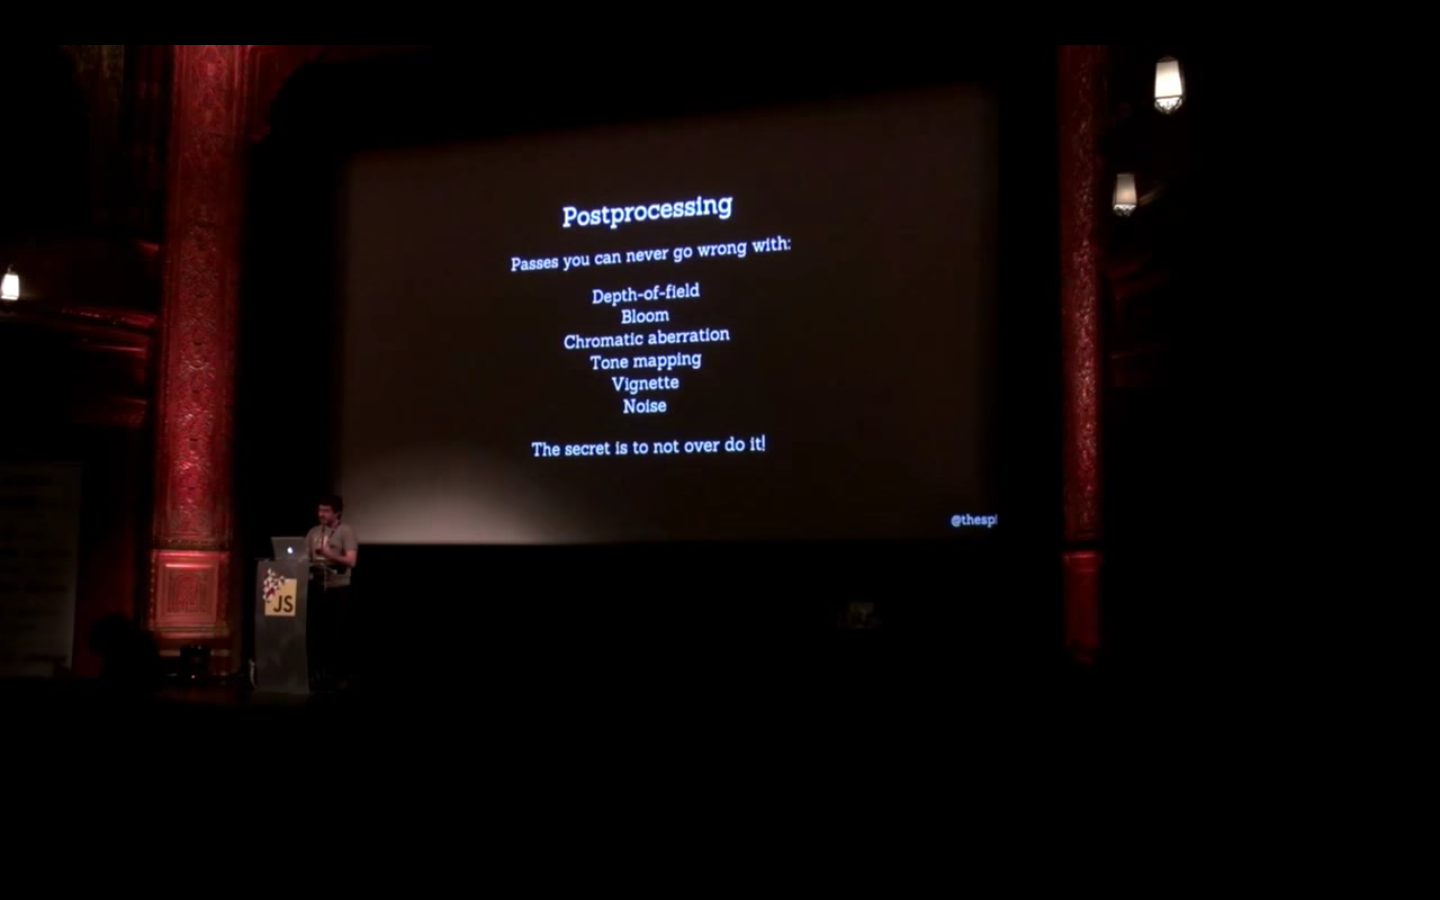 Postprocessing
Passes you can never go wrong with:
Depth-of-field
Bloom
Chromatic aberration
Tone mapping
Vignette
Noise
The secret is to not over do it!
@thespi
JS